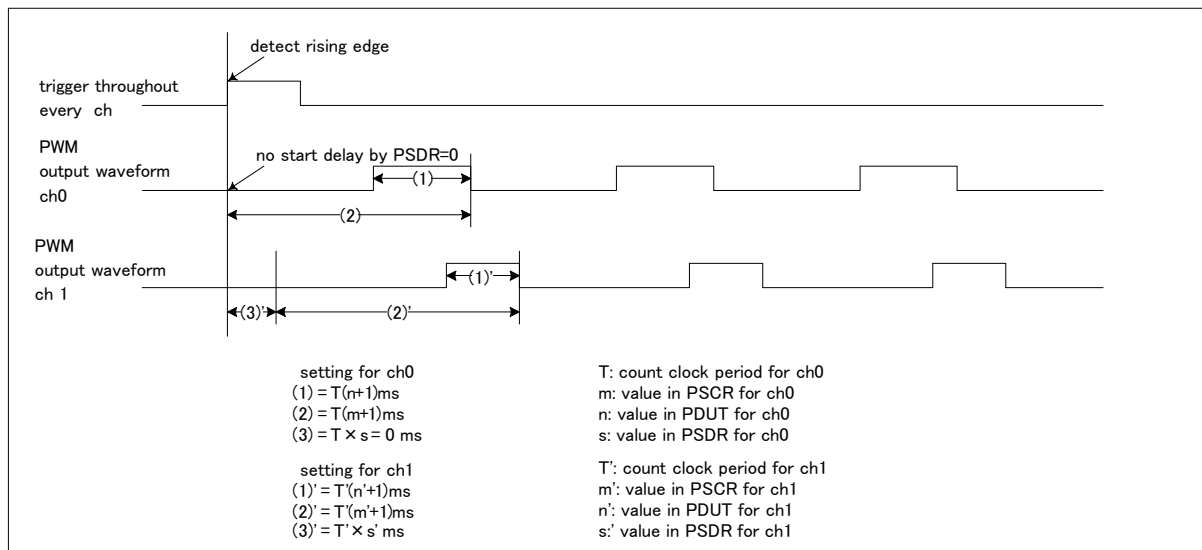 detect rising edge
trigger throughout
every ch
PWM
output waveform
ch0
no start delay by PSDR=0
(1)
(2)
PWM
output waveform
ch 1
(1)'
(3)'
(2)'
setting for ch0
(1) = T(n+1)ms
(2) = T(m+1)ms
(3) = T × s = 0 ms
T: count clock period for ch0
m: value in PSCR for ch0
n: value in PDUT for ch0
s: value in PSDR for ch0
setting for ch1
(1)' = T'(n'+1)ms
(2)' = T'(m'+1)ms
(3)' = T' × s' ms
T': count clock period for ch1
m': value in PSCR for ch1
n': value in PDUT for ch1
s:' value in PSDR for ch1